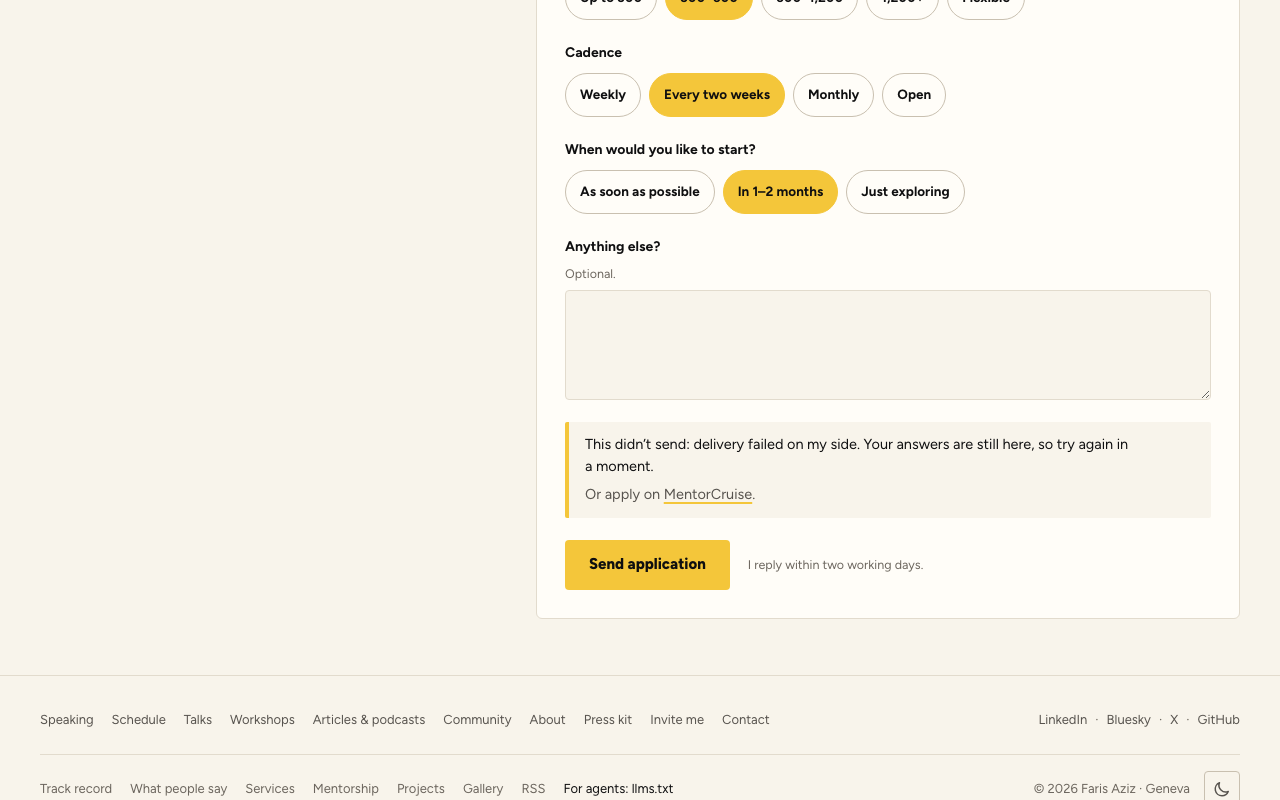 Cadence
Weekly Every two weeks Monthly Open
When would you like to start?
As soon as possible In 1–2 months Just exploring
Anything else?
Optional.
This didn’t send: delivery failed on my side. Your answers are still here, so try again in
a moment.
Or apply on MentorCruise.
Send application I reply within two working days.
Speaking Schedule Talks Workshops Articles & podcasts Community About Press kit Invite me Contact LinkedIn · Bluesky · X · GitHub
Track record What people say Services Mentorship Projects Gallery RSS For agents: llms.txt © 2026 Faris Aziz · Geneva